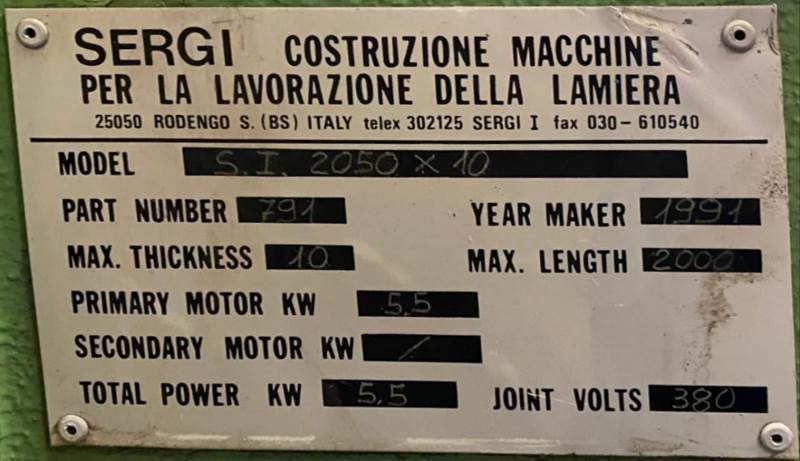 SERGI COSTRUZIONE MACCHINE
PER LA LAVORAZIONE DELLA LAMIERA
25050 RODENGO S. (BS) ITALY telex 302125 SERGI I fax 030-610540
MODEL S.I. 2050 X 10
PART NUMBER 791 YEAR MAKER 1991
MAX. THICKNESS 10 MAX. LENGTH 2000
PRIMARY MOTOR KW 5.5
SECONDARY MOTOR KW /
TOTAL POWER KW 5.5 JOINT VOLTS 380